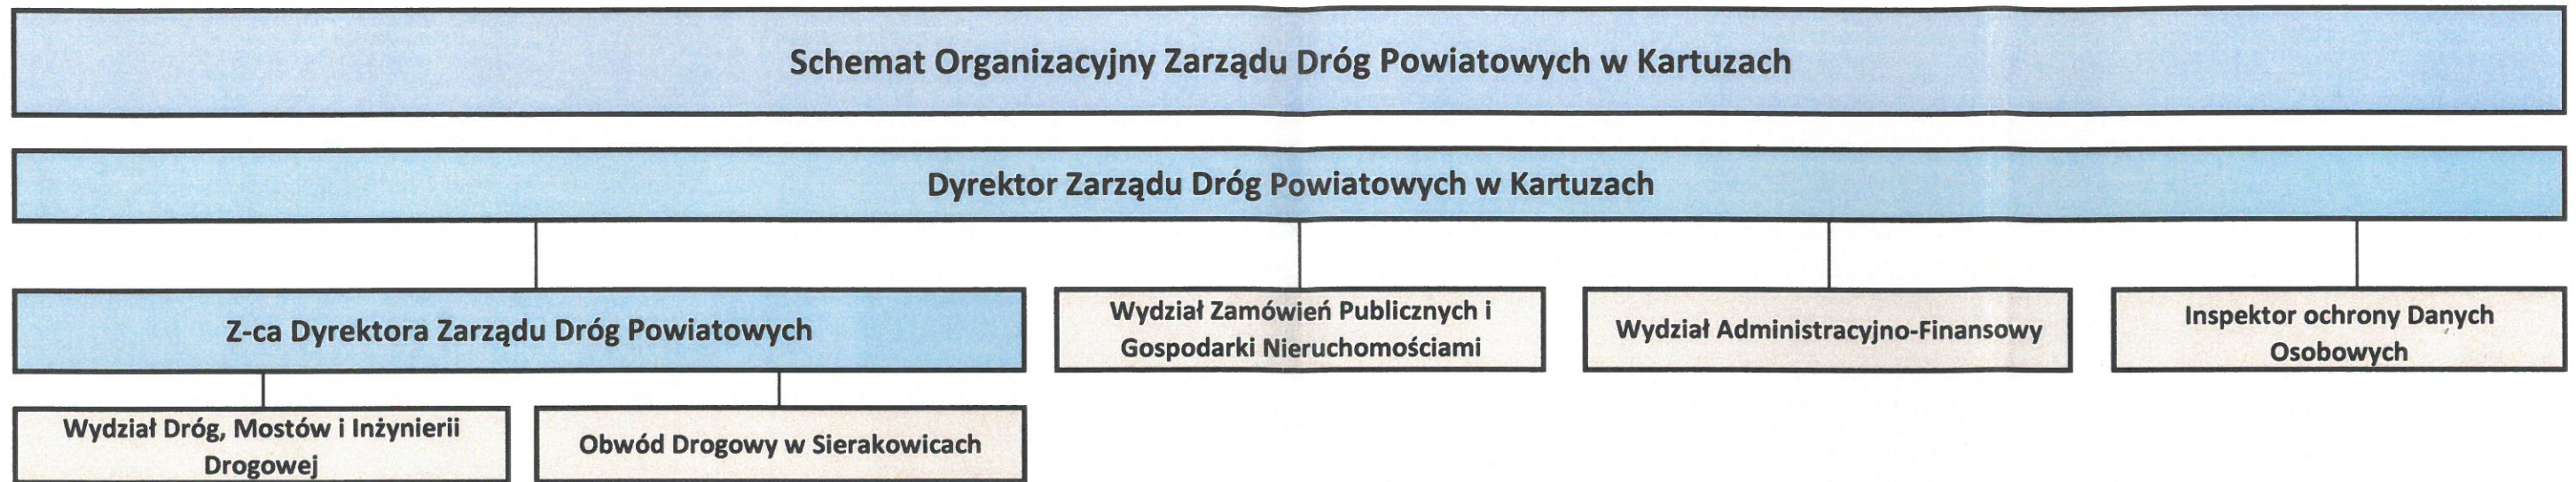 Schemat Organizacyjny Zarządu Dróg Powiatowych w Kartuzach
Dyrektor Zarządu Dróg Powiatowych w Kartuzach
Z-ca Dyrektora Zarządu Dróg Powiatowych
Wydział Zamówień Publicznych i
Gospodarki Nieruchomościami
Wydział Administracyjno-Finansowy
Inspektor ochrony Danych
Osobowych
Wydział Dróg, Mostów i Inżynierii
Drogowej
Obwód Drogowy w Sierakowicach